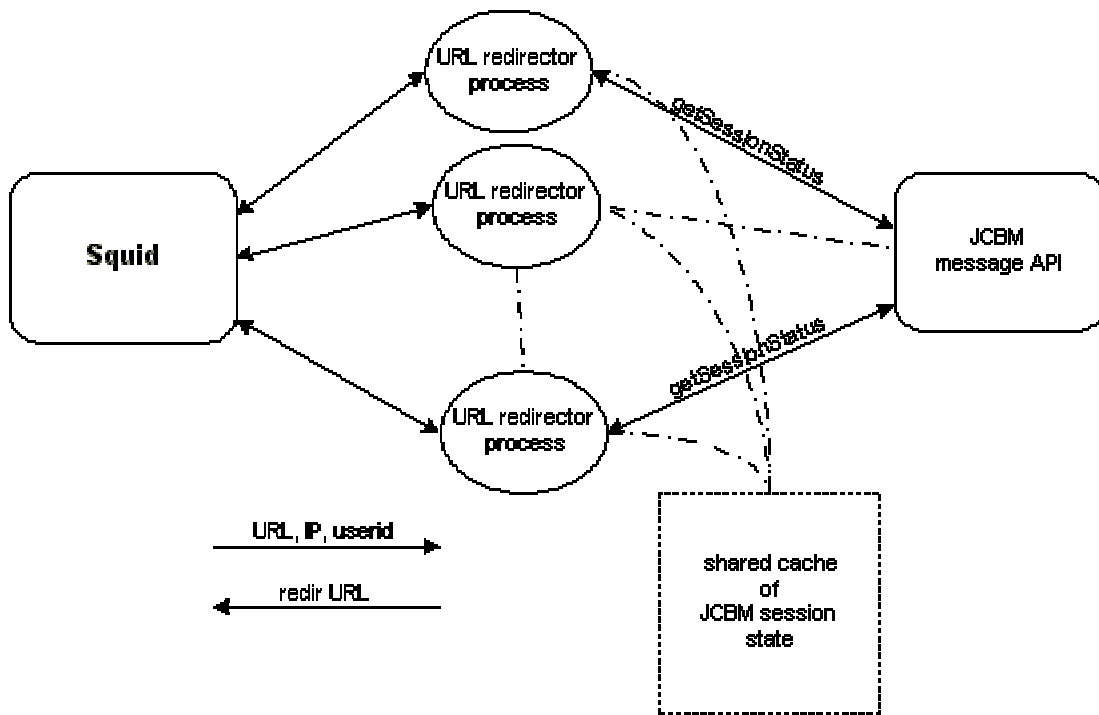 URL redirector
process
getSessionStatus
URL redirector
process
Squid
JCBM
message API
getSessionStatus
URL redirector
process
URL, IP, userid
redir URL
shared cache
of
JCBM session
state